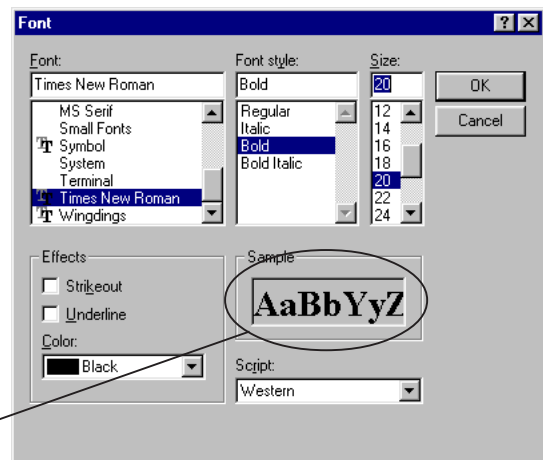 Font
Font:
Times New Roman
MS Serif
Small Fonts
Symbol
System
Terminal
Times New Roman
Wingdings
Font style:
Bold
Regular
Italic
Bold
Bold Italic
Size:
20
12
14
16
18
20
22
24
OK
Cancel
Effects
Strikeout
Underline
Color:
Black
Sample
AaBbYyZ
Script:
Western